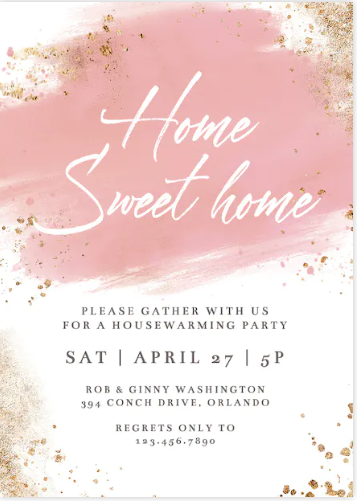 Home
Sweet home
PLEASE GATHER WITH US
FOR A HOUSEWARMING PARTY
SAT | APRIL 27 | 5P
ROB & GINNY WASHINGTON
394 CONCH DRIVE, ORLANDO
REGRETS ONLY TO
123.456.7890